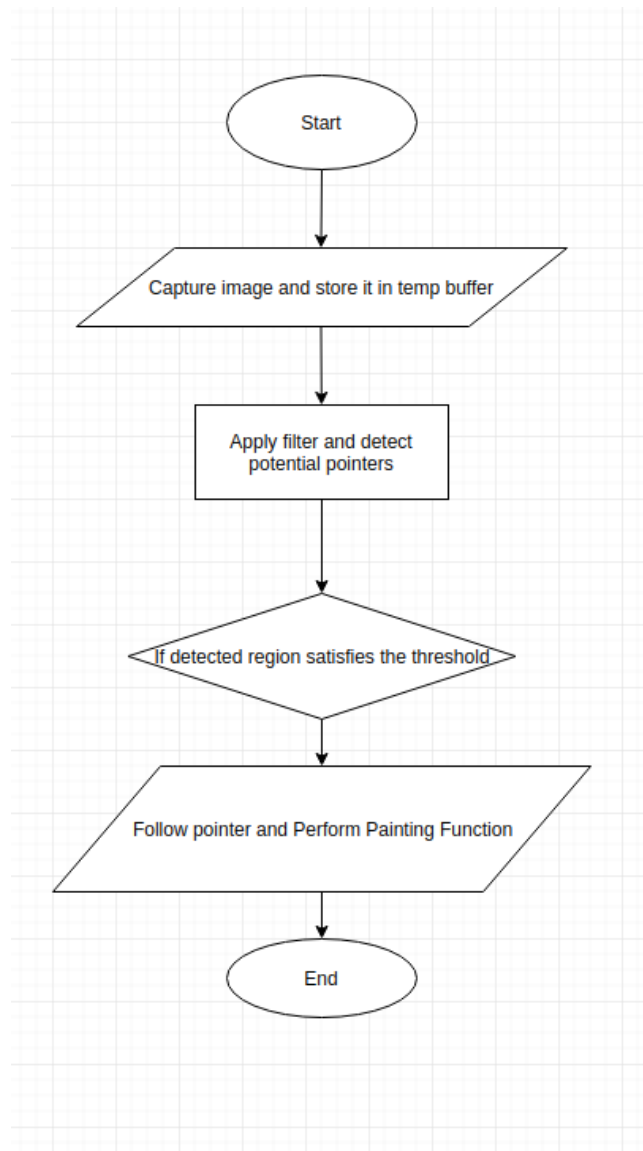 Start
Capture image and store it in temp buffer
Apply filter and detect
potential pointers
If detected region satisfies the threshold
Follow pointer and Perform Painting Function
End